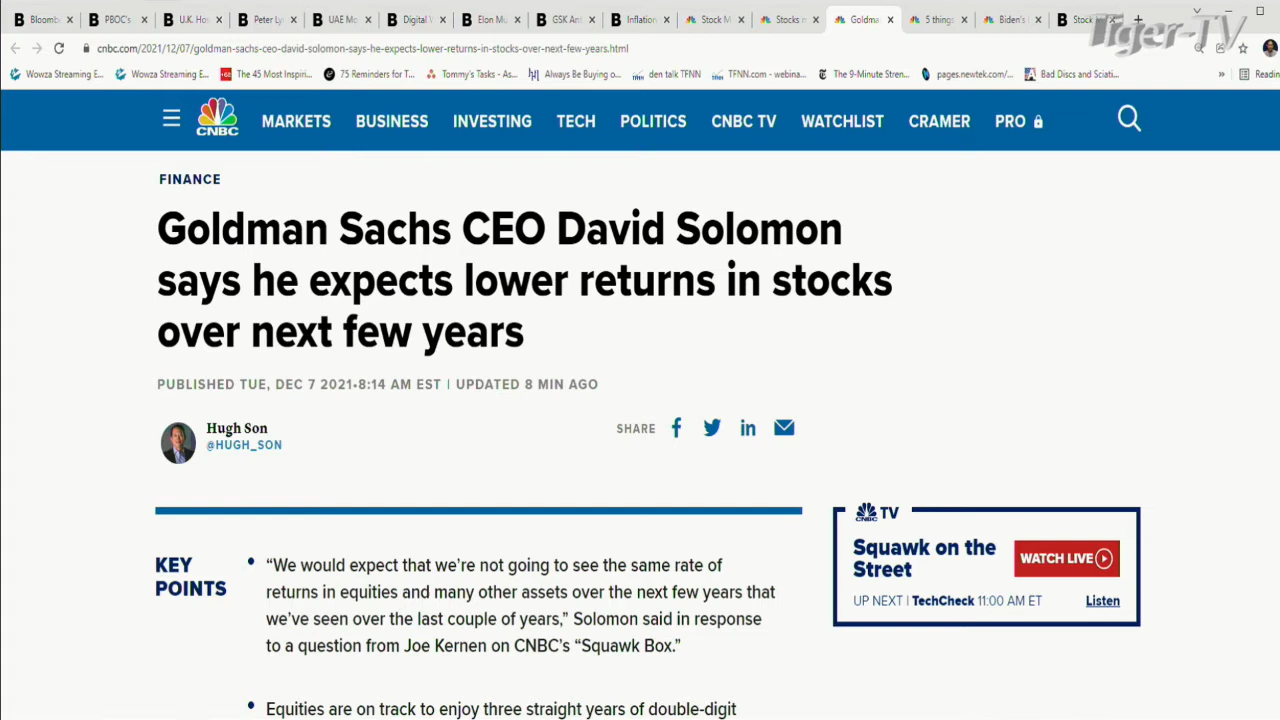 Bloomb
PBOC's
U.K. Ho
Peter Ly
UAE Mo
Digital
Elon Mu
GSK An
Inflation
Stock M
Stocks
Goldma
5 things
Biden's
Stock
Tiger-TV
cnbc.com/2021/12/07/goldman-sachs-ceo-david-solomon-says-he-expects-lower-returns-in-stocks-over-next-few-years.html
Wowza Streaming E...
Wowza Streaming E...
The 45 Most Inspiri...
75 Reminders for T...
Tommy's Tasks - As...
Always Be Buying o...
den talk TFNN
TFNN.com - webina...
The 9-Minute Stren...
pages.newtek.com/...
Bad Discs and Sciati...
»
Readin
CNBC
MARKETS
BUSINESS
INVESTING
TECH
POLITICS
CNBC TV
WATCHLIST
CRAMER
PRO
FINANCE
Goldman Sachs CEO David Solomon
says he expects lower returns in stocks
over next few years
PUBLISHED TUE, DEC 7 2021•8:14 AM EST | UPDATED 8 MIN AGO
Hugh Son
@HUGH_SON
SHARE
KEY
POINTS
• “We would expect that we’re not going to see the same rate of
returns in equities and many other assets over the next few years that
we’ve seen over the last couple of years,” Solomon said in response
to a question from Joe Kernen on CNBC’s “Squawk Box.”
• Equities are on track to enjoy three straight years of double-digit
CNBC TV
Squawk on the
Street
WATCH LIVE
UP NEXT | TechCheck 11:00 AM ET
Listen